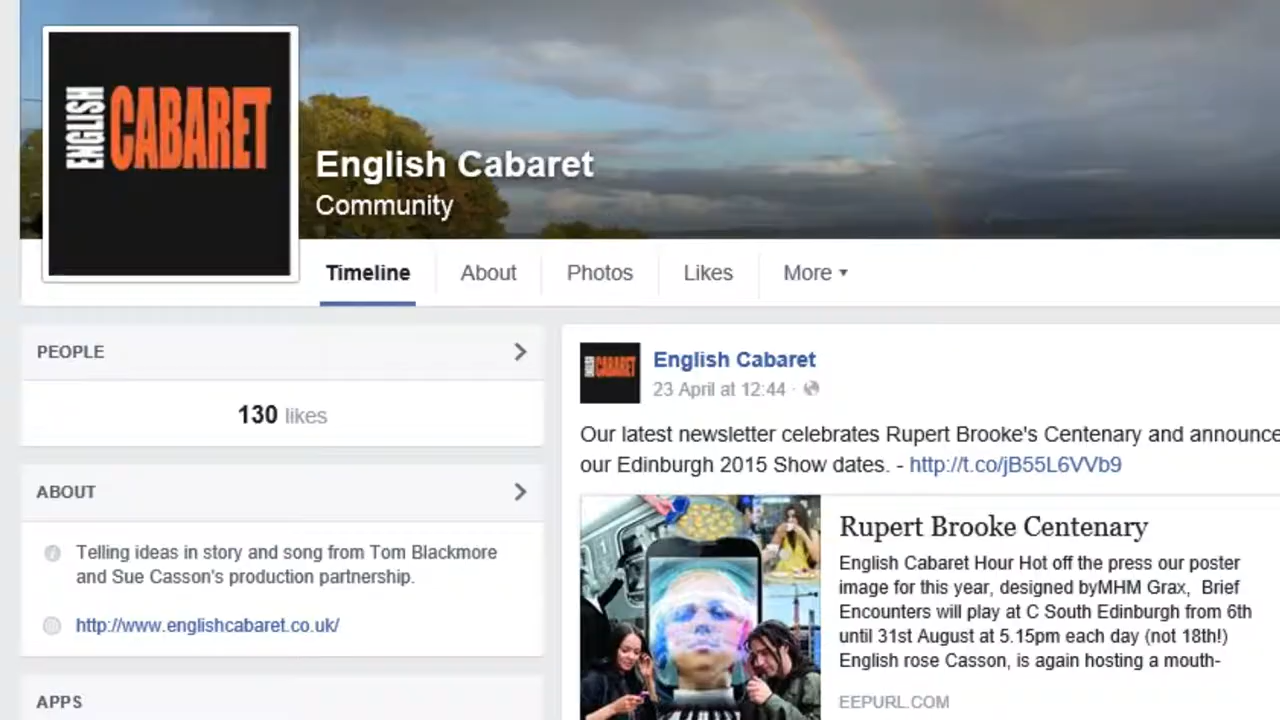 ENGLISH CABARET
English Cabaret
Community
Timeline
About
Photos
Likes
More
PEOPLE
130 likes
ABOUT
Telling ideas in story and song from Tom Blackmore
and Sue Casson's production partnership.
http://www.englishcabaret.co.uk/
APPS
ENGLISH CABARET
English Cabaret
23 April at 12:44 ·
Our latest newsletter celebrates Rupert Brooke's Centenary and announce
our Edinburgh 2015 Show dates. - http://t.co/jB55L6VVb9
Rupert Brooke Centenary
English Cabaret Hour Hot off the press our poster
image for this year, designed byMHM Grax, Brief
Encounters will play at C South Edinburgh from 6th
until 31st August at 5.15pm each day (not 18th!)
English rose Casson, is again hosting a mouth-
EEPURL.COM